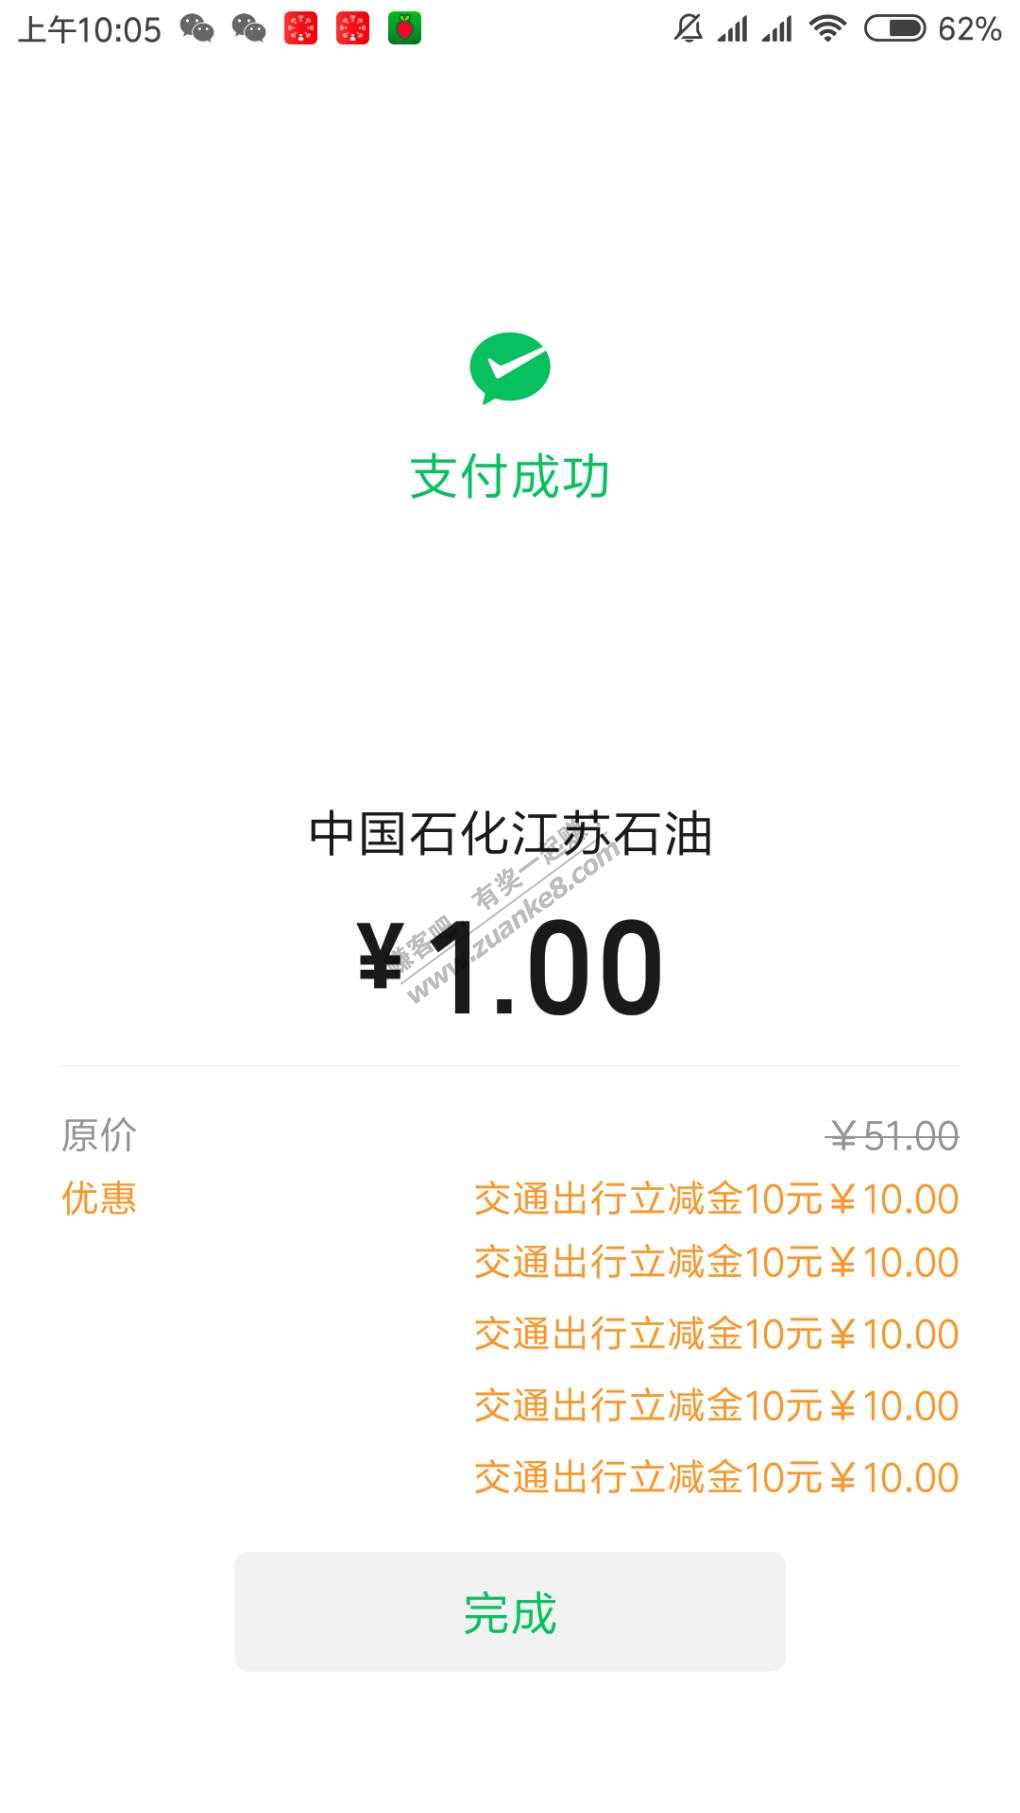 上午10:05
62%
支付成功
中国石化江苏石油
¥1.00
赚客吧 有奖一起赚
www.zuanke8.com
原价 ¥51.00
优惠 交通出行立减金10元¥10.00
交通出行立减金10元¥10.00
交通出行立减金10元¥10.00
交通出行立减金10元¥10.00
交通出行立减金10元¥10.00
完成